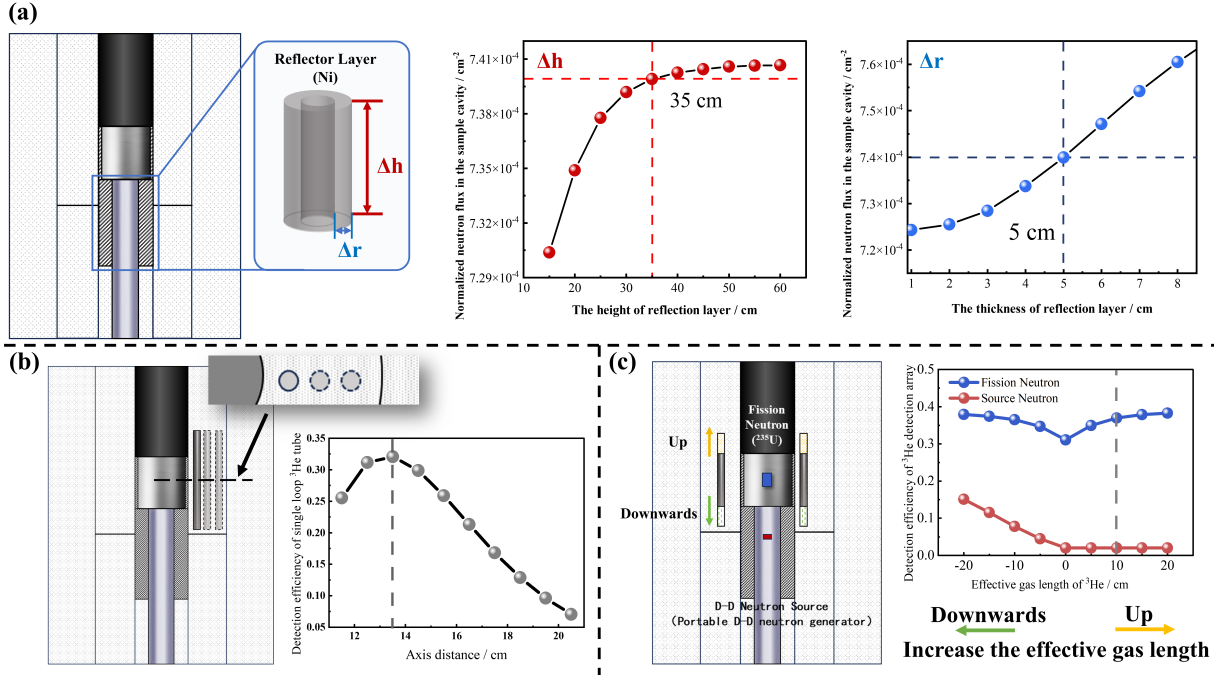 (a)
Reflector Layer
(Ni)
Δh
Δr
Normalized neutron flux in the sample cavity / cm⁻²
7.41×10⁻⁴
7.38×10⁻⁴
7.35×10⁻⁴
7.32×10⁻⁴
7.29×10⁻⁴
Δh
35 cm
10 20 30 40 50 60
The height of reflection layer / cm
Normalized neutron flux in the sample cavity / cm⁻²
7.6×10⁻⁴
7.5×10⁻⁴
7.4×10⁻⁴
7.3×10⁻⁴
7.2×10⁻⁴
Δr
5 cm
1 2 3 4 5 6 7 8
The thickness of reflection layer / cm
(b)
Detection efficiency of single loop ³He tube
0.35
0.30
0.25
0.20
0.15
0.10
0.05
12 14 16 18 20
Axis distance / cm
(c)
Fission
Neutron
(²³⁵U)
Up
Downwards
D-D Neutron Source
(Portable D-D neutron generator)
Detection efficiency of ³He detection array
0.5
0.4
0.3
0.2
0.1
0.0
Fission Neutron
Source Neutron
-20 -10 0 10 20
Effective gas length of ³He / cm
Downwards Up
Increase the effective gas length